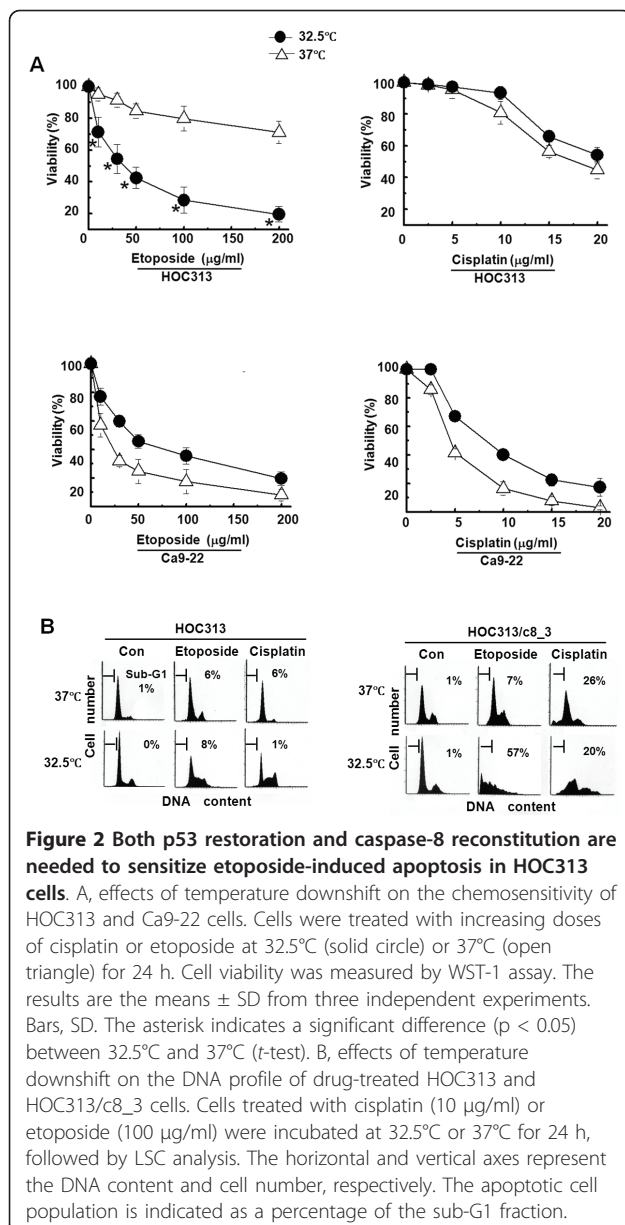 32.5℃
37℃
A
100
80
60
40
20
Viability (%)
0 50 100 150 200
Etoposide (μg/ml)
HOC313
* * * * *
100
80
60
40
20
Viability (%)
0 5 10 15 20
Cisplatin (μg/ml)
HOC313
100
80
60
40
20
Viability (%)
0 50 100 150 200
Etoposide (μg/ml)
Ca9-22
100
80
60
40
20
Viability (%)
0 5 10 15 20
Cisplatin (μg/ml)
Ca9-22
B
HOC313
Con Etoposide Cisplatin
37℃
Sub-G1
1% 6% 6%
32.5℃
0% 8% 1%
Cell number
DNA content
HOC313/c8_3
Con Etoposide Cisplatin
37℃
1% 7% 26%
32.5℃
1% 57% 20%
Cell number
DNA content
Figure 2 Both p53 restoration and caspase-8 reconstitution are
needed to sensitize etoposide-induced apoptosis in HOC313
cells. A, effects of temperature downshift on the chemosensitivity of
HOC313 and Ca9-22 cells. Cells were treated with increasing doses
of cisplatin or etoposide at 32.5°C (solid circle) or 37°C (open
triangle) for 24 h. Cell viability was measured by WST-1 assay. The
results are the means ± SD from three independent experiments.
Bars, SD. The asterisk indicates a significant difference (p < 0.05)
between 32.5°C and 37°C (t-test). B, effects of temperature
downshift on the DNA profile of drug-treated HOC313 and
HOC313/c8_3 cells. Cells treated with cisplatin (10 μg/ml) or
etoposide (100 μg/ml) were incubated at 32.5°C or 37°C for 24 h,
followed by LSC analysis. The horizontal and vertical axes represent
the DNA content and cell number, respectively. The apoptotic cell
population is indicated as a percentage of the sub-G1 fraction.